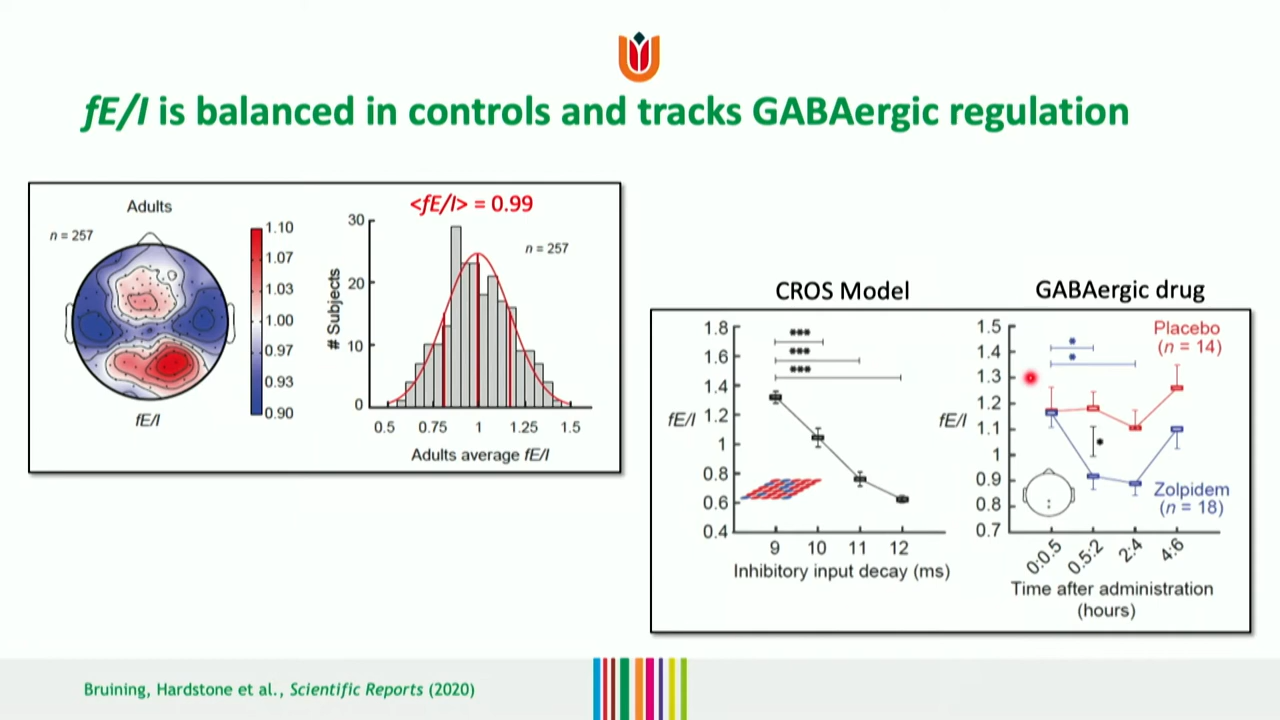 fE/I is balanced in controls and tracks GABAergic regulation
Adults
n = 257
1.10
1.07
1.03
1.00
0.97
0.93
0.90
fE/I
<fE/I> = 0.99
n = 257
# Subjects
30
20
10
0
0.5 0.75 1 1.25 1.5
Adults average fE/I
CROS Model
fE/I
1.8
1.6
1.4
1.2
1
0.8
0.6
0.4
***
***
***
9 10 11 12
Inhibitory input decay (ms)
GABAergic drug
fE/I
1.5
1.4
1.3
1.2
1.1
1
0.9
0.8
0.7
*
*
*
Placebo
(n = 14)
Zolpidem
(n = 18)
0:0.5 0.5:2 2:4 4:6
Time after administration
(hours)
Bruining, Hardstone et al., Scientific Reports (2020)